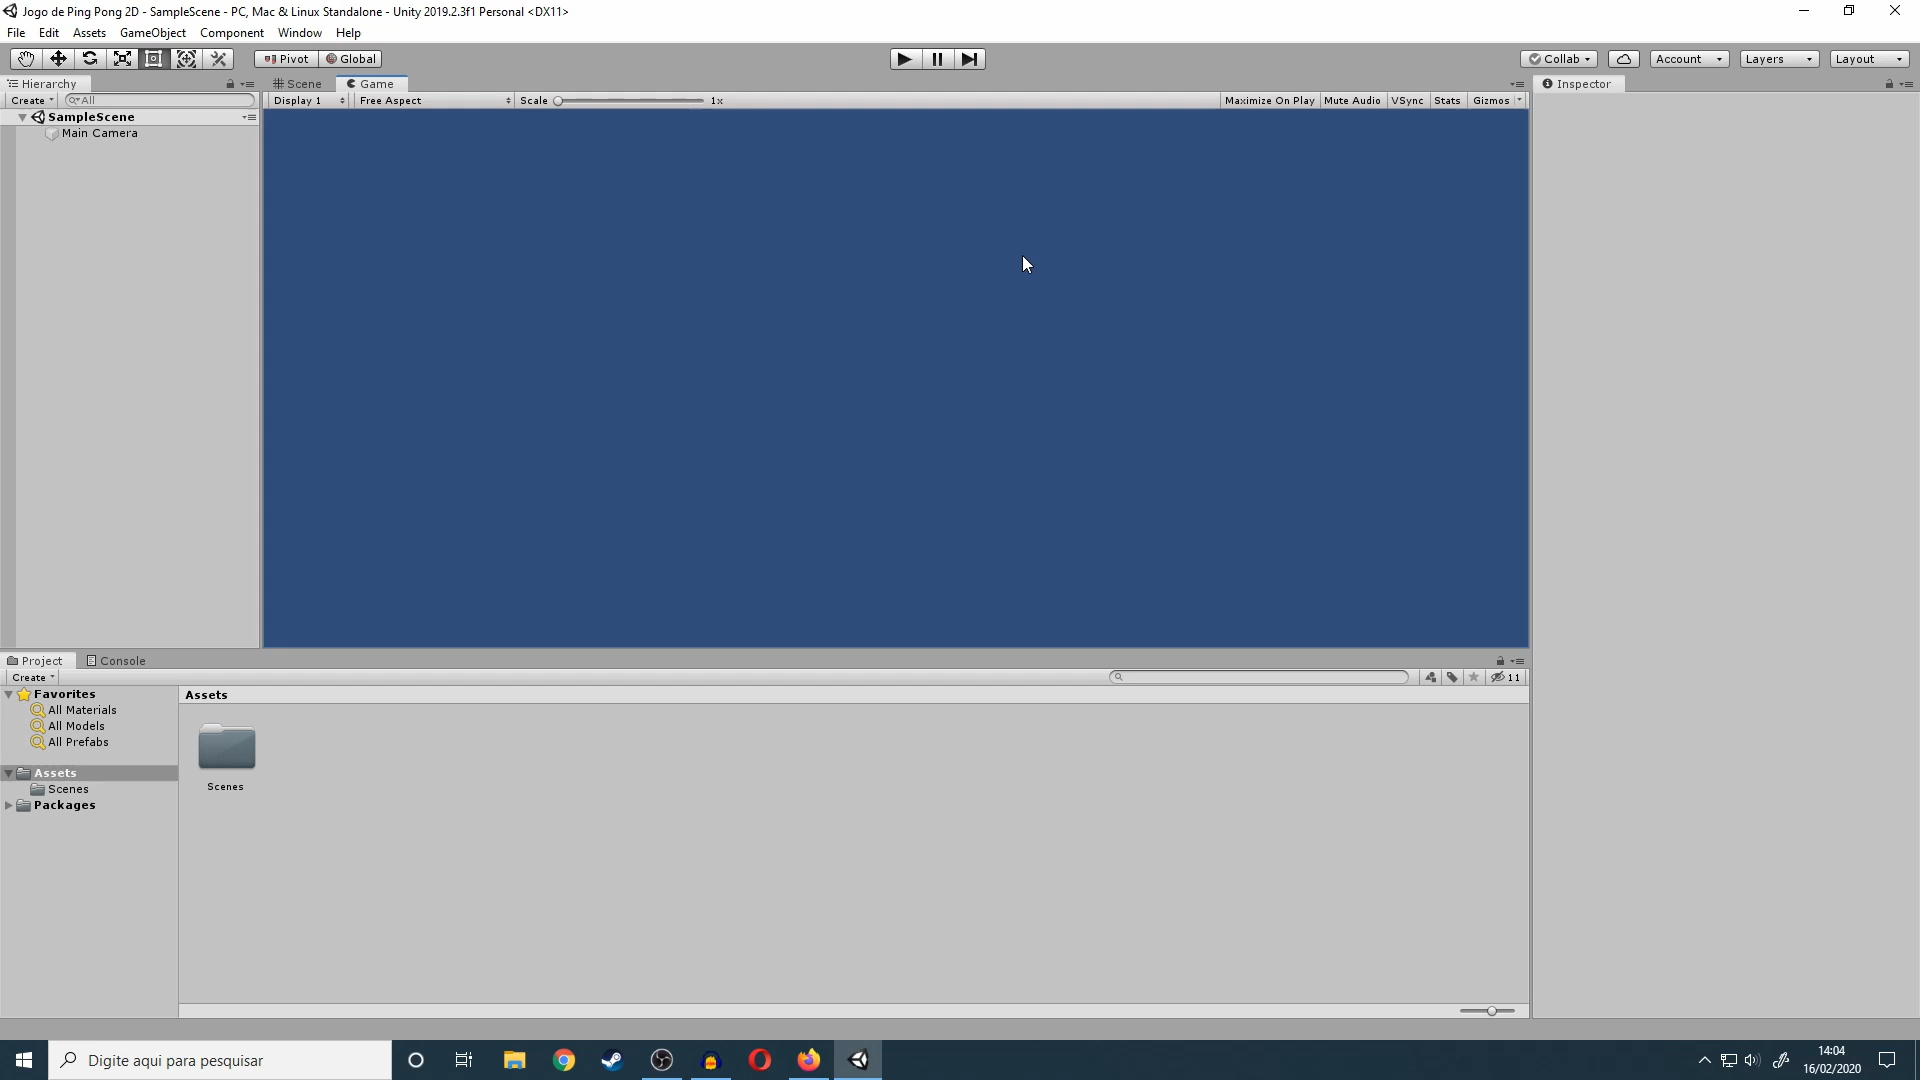 Jogo de Ping Pong 2D - SampleScene - PC, Mac & Linux Standalone - Unity 2019.2.3f1 Personal <DX11>
File Edit Assets GameObject Component Window Help
Pivot Global Collab Account Layers Layout
Hierarchy Scene Game Inspector
Create All Display 1 Free Aspect Scale 1x Maximize On Play Mute Audio VSync Stats Gizmos
SampleScene
Main Camera
Project Console
Create 11
Favorites Assets
All Materials
All Models
All Prefabs
Assets
Scenes Scenes
Packages
Digite aqui para pesquisar
14:04
16/02/2020